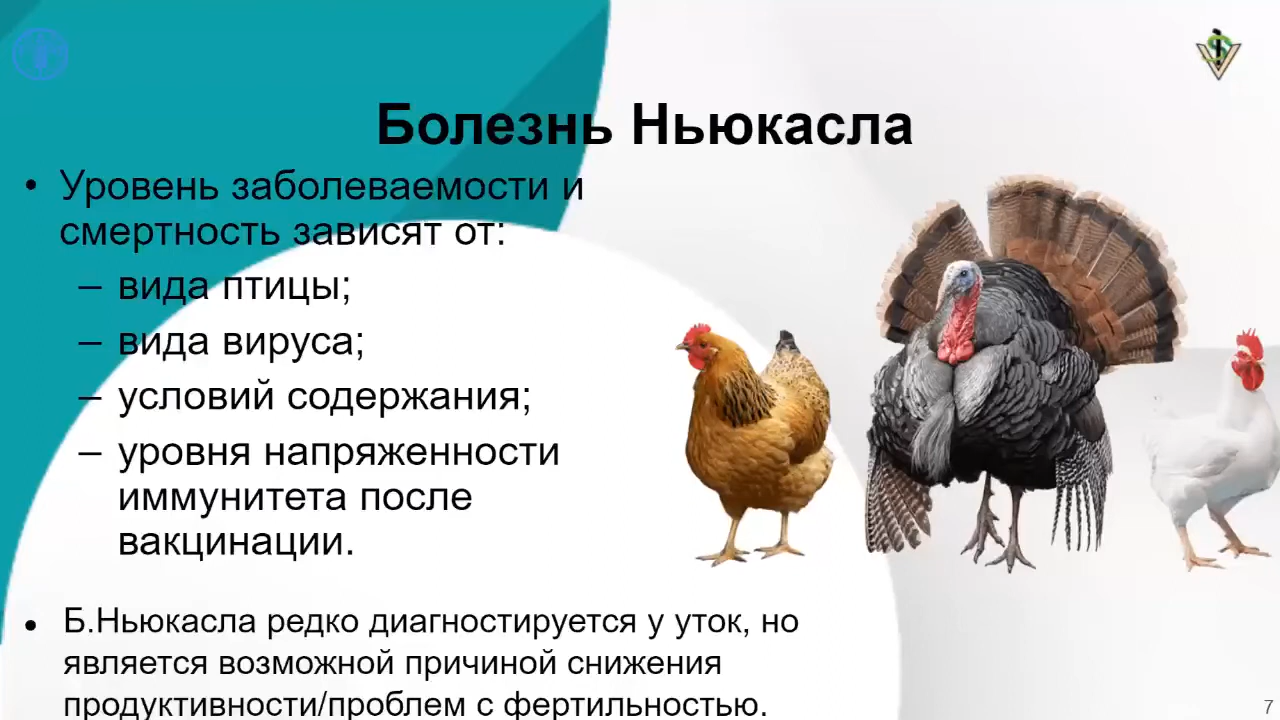 Болезнь Ньюкасла
• Уровень заболеваемости и
смертность зависят от:
– вида птицы;
– вида вируса;
– условий содержания;
– уровня напряженности
иммунитета после
вакцинации.
• Б.Ньюкасла редко диагностируется у уток, но
является возможной причиной снижения
продуктивности/проблем с фертильностью.
7